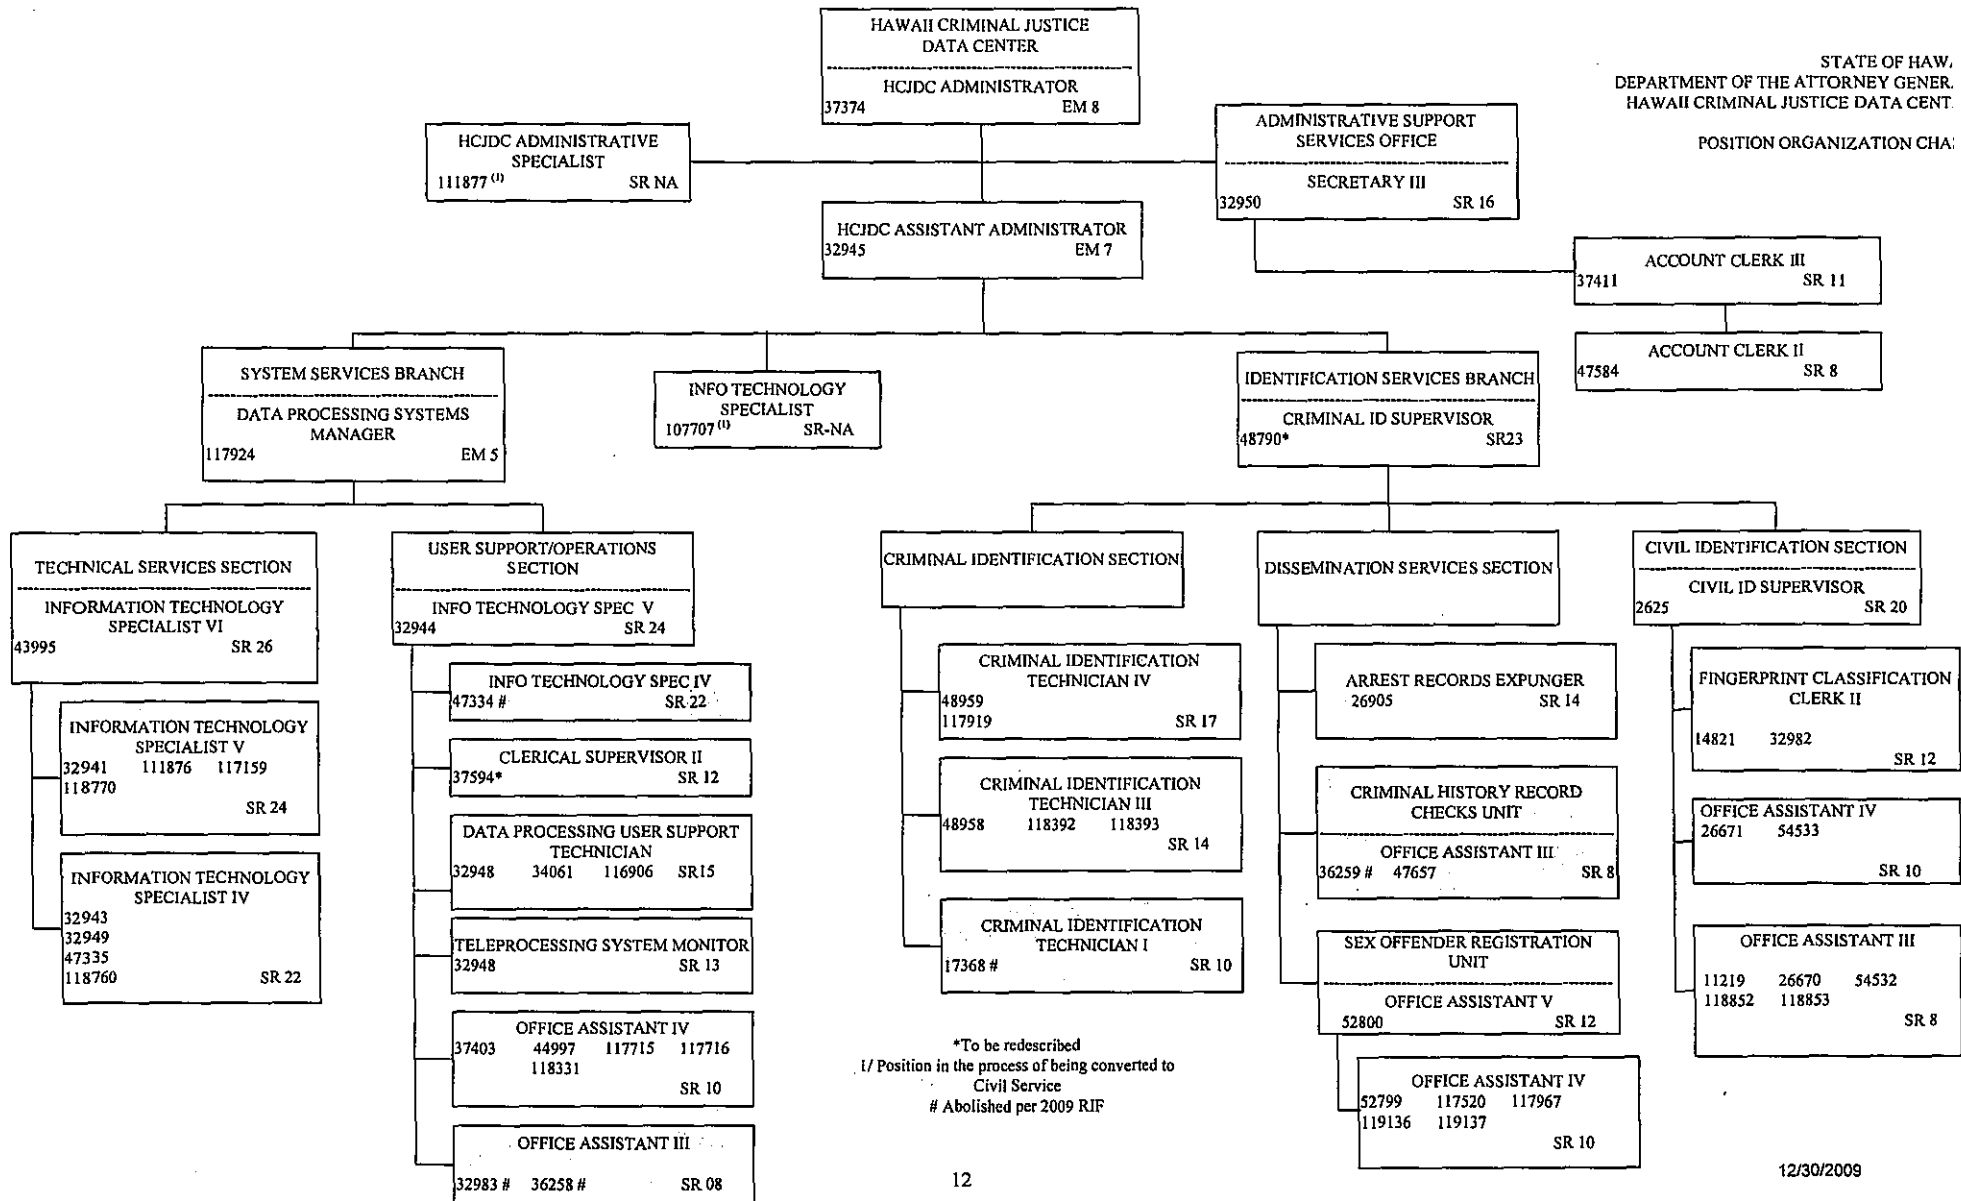 HAWAII CRIMINAL JUSTICE
DATA CENTER
HCJDC ADMINISTRATOR
37374 EM 8
STATE OF HAW
DEPARTMENT OF THE ATTORNEY GENER
HAWAII CRIMINAL JUSTICE DATA CENT
POSITION ORGANIZATION CHA
HCJDC ADMINISTRATIVE
SPECIALIST
111877 (1) SR NA
ADMINISTRATIVE SUPPORT
SERVICES OFFICE
SECRETARY III
32950 SR 16
HCJDC ASSISTANT ADMINISTRATOR
32945 EM 7
ACCOUNT CLERK III
37411 SR 11
ACCOUNT CLERK II
47584 SR 8
SYSTEM SERVICES BRANCH
DATA PROCESSING SYSTEMS
MANAGER
117924 EM 5
INFO TECHNOLOGY
SPECIALIST
107707 (1) SR-NA
IDENTIFICATION SERVICES BRANCH
CRIMINAL ID SUPERVISOR
48790* SR23
TECHNICAL SERVICES SECTION
INFORMATION TECHNOLOGY
SPECIALIST VI
43995 SR 26
INFORMATION TECHNOLOGY
SPECIALIST V
32941 111876 117159
118770
SR 24
INFORMATION TECHNOLOGY
SPECIALIST IV
32943
32949
47335
118760 SR 22
USER SUPPORT/OPERATIONS
SECTION
INFO TECHNOLOGY SPEC V
32944 SR 24
INFO TECHNOLOGY SPEC IV
47334 # SR 22
CLERICAL SUPERVISOR II
37594* SR 12
DATA PROCESSING USER SUPPORT
TECHNICIAN
32948 34061 116906 SR15
TELEPROCESSING SYSTEM MONITOR
32948 SR 13
OFFICE ASSISTANT IV
37403 44997 117715 117716
118331
SR 10
OFFICE ASSISTANT III
32983 # 36258 # SR 08
CRIMINAL IDENTIFICATION SECTION
CRIMINAL IDENTIFICATION
TECHNICIAN IV
48959
117919 SR 17
CRIMINAL IDENTIFICATION
TECHNICIAN III
48958 118392 118393
SR 14
CRIMINAL IDENTIFICATION
TECHNICIAN I
17368 # SR 10
DISSEMINATION SERVICES SECTION
ARREST RECORDS EXPUNGER
26905 SR 14
CRIMINAL HISTORY RECORD
CHECKS UNIT
OFFICE ASSISTANT III
36259 # 47657 SR 8
SEX OFFENDER REGISTRATION
UNIT
OFFICE ASSISTANT V
52800 SR 12
OFFICE ASSISTANT IV
52799 117520 117967
119136 119137
SR 10
CIVIL IDENTIFICATION SECTION
CIVIL ID SUPERVISOR
2625 SR 20
FINGERPRINT CLASSIFICATION
CLERK II
14821 32982
SR 12
OFFICE ASSISTANT IV
26671 54533
SR 10
OFFICE ASSISTANT III
11219 26670 54532
118852 118853
SR 8
*To be redescribed
1/ Position in the process of being converted to
Civil Service
# Abolished per 2009 RIF
12
12/30/2009